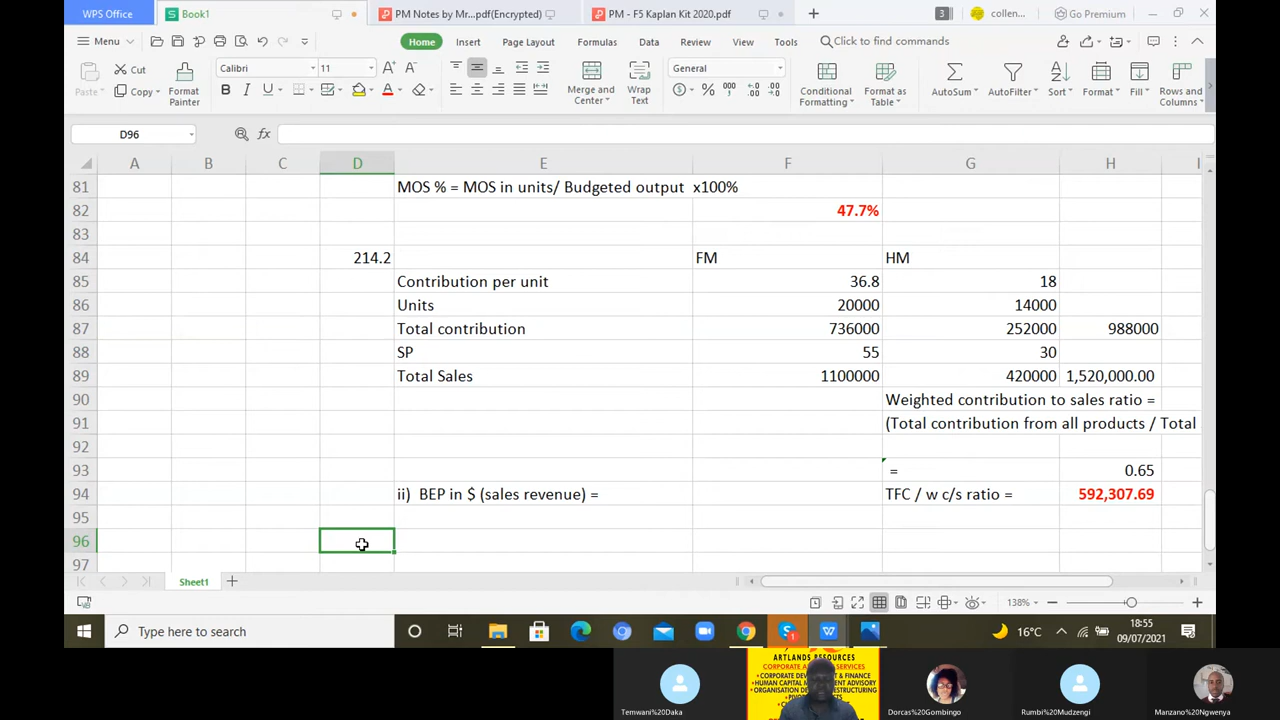 WPS Office
Book1
PM Notes by Mr...pdf(Encrypted)
PM - F5 Kaplan Kit 2020.pdf
3
collen...
Go Premium
Menu
Home
Insert
Page Layout
Formulas
Data
Review
View
Tools
Click to find commands
Paste
Cut
Copy
Format Painter
Calibri
11
Merge and Center
Wrap Text
General
Conditional Formatting
Format as Table
AutoSum
AutoFilter
Sort
Format
Fill
Rows and Columns
D96
A B C D E F G H I
81 MOS % = MOS in units/ Budgeted output x100%
82 47.7%
83
84 214.2 FM HM
85 Contribution per unit 36.8 18
86 Units 20000 14000
87 Total contribution 736000 252000 988000
88 SP 55 30
89 Total Sales 1100000 420000 1,520,000.00
90 Weighted contribution to sales ratio =
91 (Total contribution from all products / Total
92
93 = 0.65
94 ii) BEP in $ (sales revenue) = TFC / w c/s ratio = 592,307.69
95
96
97
Sheet1
138%
Type here to search
16°C
18:55
09/07/2021
ARTLANDS RESOURCES
Temwani%20Daka
Dorcas%20Gombingo
Rumbi%20Mudzengi
Manzano%20Ngwenya